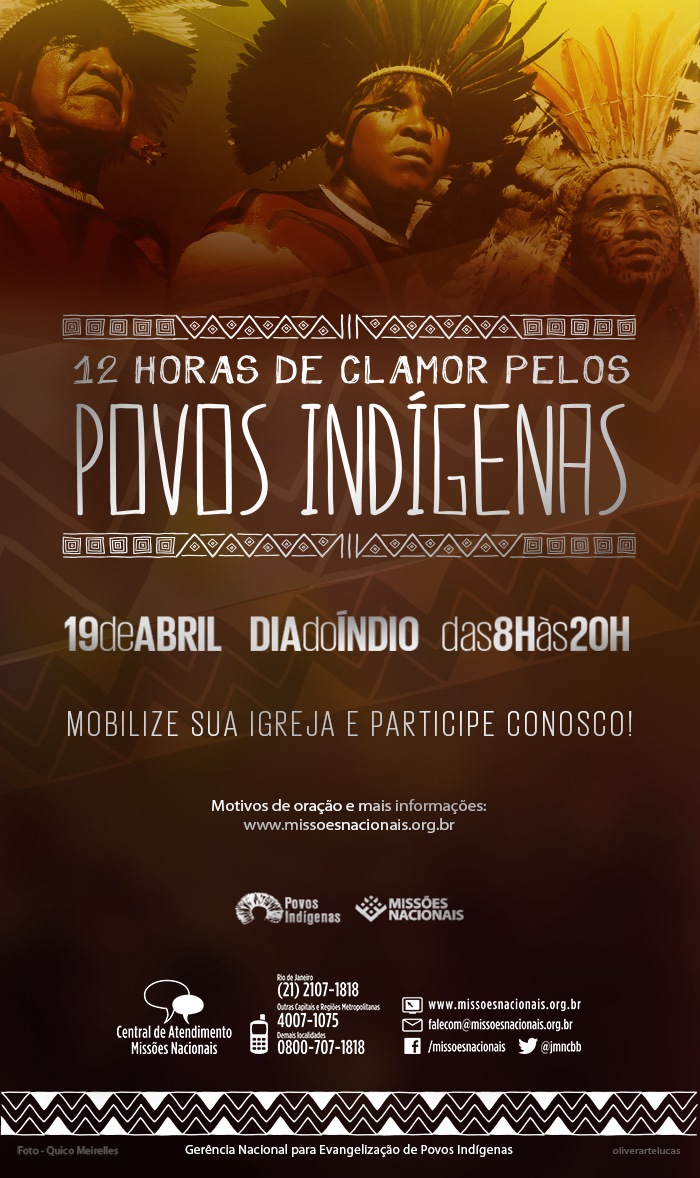 12 HORAS DE CLAMOR PELOS
POVOS INDÍGENAS
19deABRIL DIAdoÍNDIO das8Hàs20H
MOBILIZE SUA IGREJA E PARTICIPE CONOSCO!
Motivos de oração e mais informações:
www.missoesnacionais.org.br
Povos
Indígenas
MISSÕES
NACIONAIS
Central de Atendimento
Missões Nacionais
Rio de Janeiro
(21) 2107-1818
Outras Capitais e Regiões Metropolitanas
4007-1075
Demais localidades
0800-707-1818
www.missoesnacionais.org.br
falecom@missoesnacionais.org.br
/missoesnacionais @jmncbb
Foto - Quico Meirelles
Gerência Nacional para Evangelização de Povos Indígenas
oliverartelucas